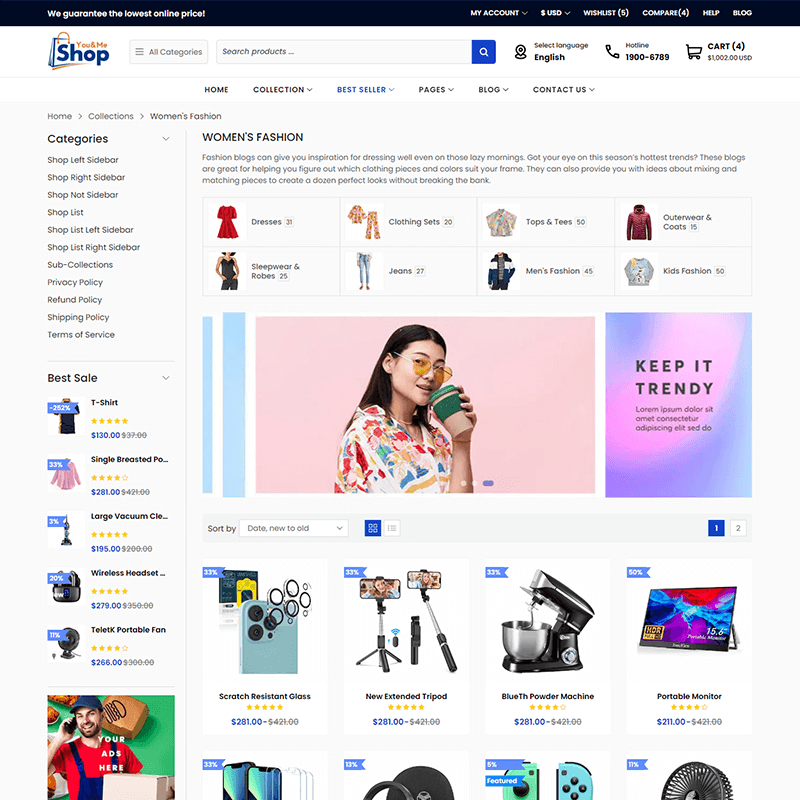 We guarantee the lowest online price!
MY ACCOUNT
$ USD
WISHLIST (5)
COMPARE(4)
HELP
BLOG
You&Me
Shop
All Categories
Search products ...
Select language
English
Hotline
1900-6789
CART (4)
$1,002.00 USD
HOME
COLLECTION
BEST SELLER
PAGES
BLOG
CONTACT US
Home > Collections > Women's Fashion
Categories
Shop Left Sidebar
Shop Right Sidebar
Shop Not Sidebar
Shop List
Shop List Left Sidebar
Shop List Right Sidebar
Sub-Collections
Privacy Policy
Refund Policy
Shipping Policy
Terms of Service
Best Sale
-252%
T-Shirt
$130.00 $37.00
33%
Single Breasted Po...
$281.00 $421.00
3%
Large Vacuum Cle...
$195.00 $200.00
20%
Wireless Headset ...
$279.00 $350.00
11%
TeletK Portable Fan
$266.00 $300.00
YOUR
ADS
HERE
WOMEN'S FASHION
Fashion blogs can give you inspiration for dressing well even on those lazy mornings. Got your eye on this season's hottest trends? These blogs
are great for helping you figure out which clothing pieces and colors suit your frame. They can also provide you with ideas about mixing and
matching pieces to create a dozen perfect looks without breaking the bank.
Dresses 31
Clothing Sets 20
Tops & Tees 50
Outerwear &
Coats 15
Sleepwear &
Robes 25
Jeans 27
Men's Fashion 45
Kids Fashion 50
KEEP IT
TRENDY
Lorem ipsum dolor sit
amet consectetur
adipiscing elit sed do
Sort by
Date, new to old
1
2
33%
Scratch Resistant Glass
$281.00 - $421.00
33%
New Extended Tripod
$281.00 - $421.00
33%
BlueTh Powder Machine
$281.00 - $421.00
50%
HDR
15.6"
Portable Monitor
Portable Monitor
$211.00 - $421.00
33%
13%
5%
Featured
11%